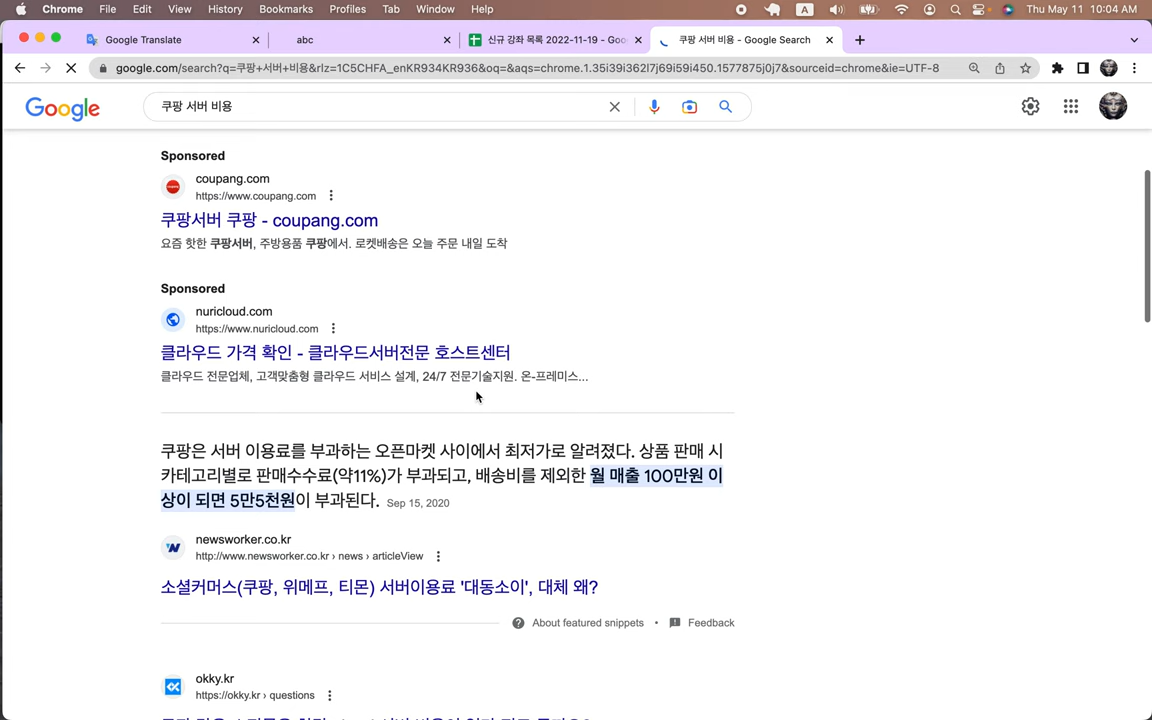 Chrome File Edit View History Bookmarks Profiles Tab Window Help A Thu May 11 10:04 AM
Google Translate abc 신규 강좌 목록 2022-11-19 - Goo 쿠팡 서버 비용 - Google Search
google.com/search?q=쿠팡+서버+비용&rlz=1C5CHFA_enKR934KR936&oq=&aqs=chrome.1.35i39i362l7j69i59i450.1577875j0j7&sourceid=chrome&ie=UTF-8
Google 쿠팡 서버 비용
Sponsored
coupang.com
https://www.coupang.com
쿠팡서버 쿠팡 - coupang.com
요즘 핫한 쿠팡서버, 주방용품 쿠팡에서. 로켓배송은 오늘 주문 내일 도착
Sponsored
nuricloud.com
https://www.nuricloud.com
클라우드 가격 확인 - 클라우드서버전문 호스트센터
클라우드 전문업체, 고객맞춤형 클라우드 서비스 설계, 24/7 전문기술지원. 온-프레미스...
쿠팡은 서버 이용료를 부과하는 오픈마켓 사이에서 최저가로 알려졌다. 상품 판매 시
카테고리별로 판매수수료(약11%)가 부과되고, 배송비를 제외한 월 매출 100만원 이
상이 되면 5만5천원이 부과된다. Sep 15, 2020
newsworker.co.kr
http://www.newsworker.co.kr › news › articleView
소셜커머스(쿠팡, 위메프, 티몬) 서버이용료 '대동소이', 대체 왜?
About featured snippets • Feedback
okky.kr
https://okky.kr › questions